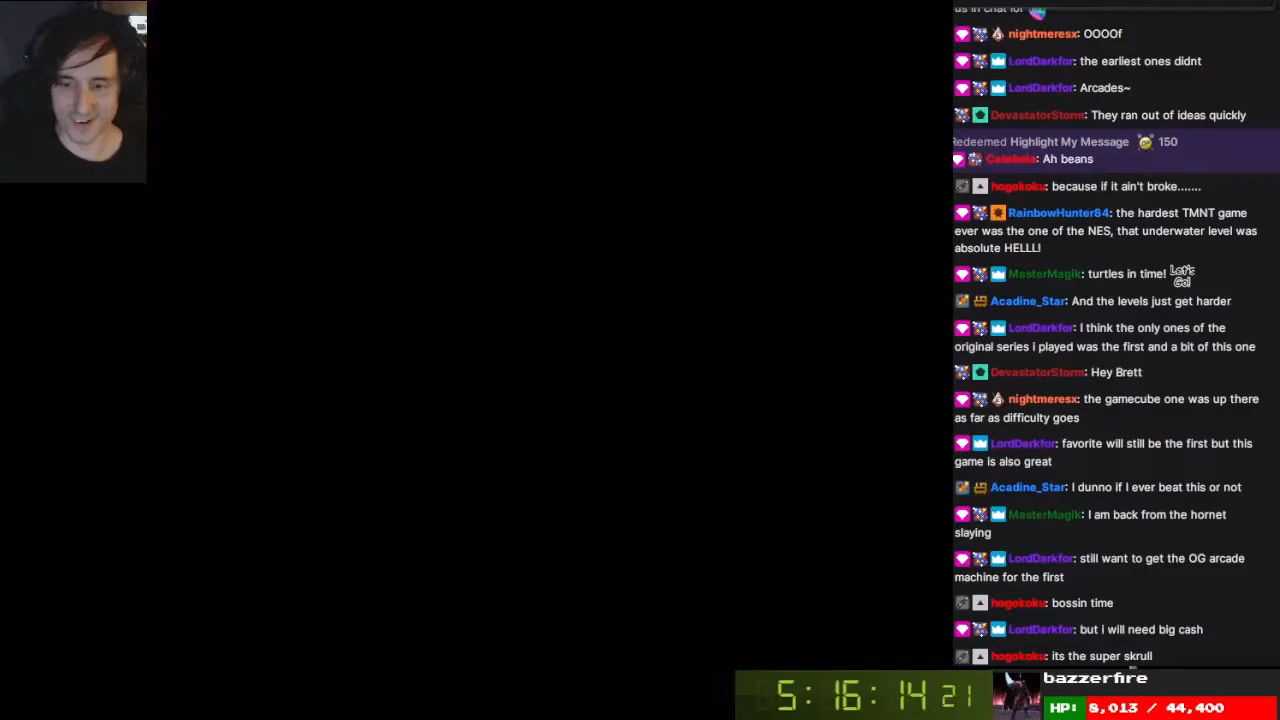 us in chat for
nightmeresx: OOOOf
LordDarkfor: the earliest ones didnt
LordDarkfor: Arcades~
DevastatorStorm: They ran out of ideas quickly
Redeemed Highlight My Message 150
Catobela: Ah beans
hogokoku: because if it ain't broke.......
RainbowHunter84: the hardest TMNT game
ever was the one of the NES, that underwater level was
absolute HELLL!
MasterMagik: turtles in time! Let's Go!
Acadine_Star: And the levels just get harder
LordDarkfor: I think the only ones of the
original series i played was the first and a bit of this one
DevastatorStorm: Hey Brett
nightmeresx: the gamecube one was up there
as far as difficulty goes
LordDarkfor: favorite will still be the first but this
game is also great
Acadine_Star: I dunno if I ever beat this or not
MasterMagik: I am back from the hornet
slaying
LordDarkfor: still want to get the OG arcade
machine for the first
hogokoku: bossin time
LordDarkfor: but i will need big cash
hogokoku: its the super skrull
5:16:14 21
bazzerfire
HP: 8,013 / 44,400